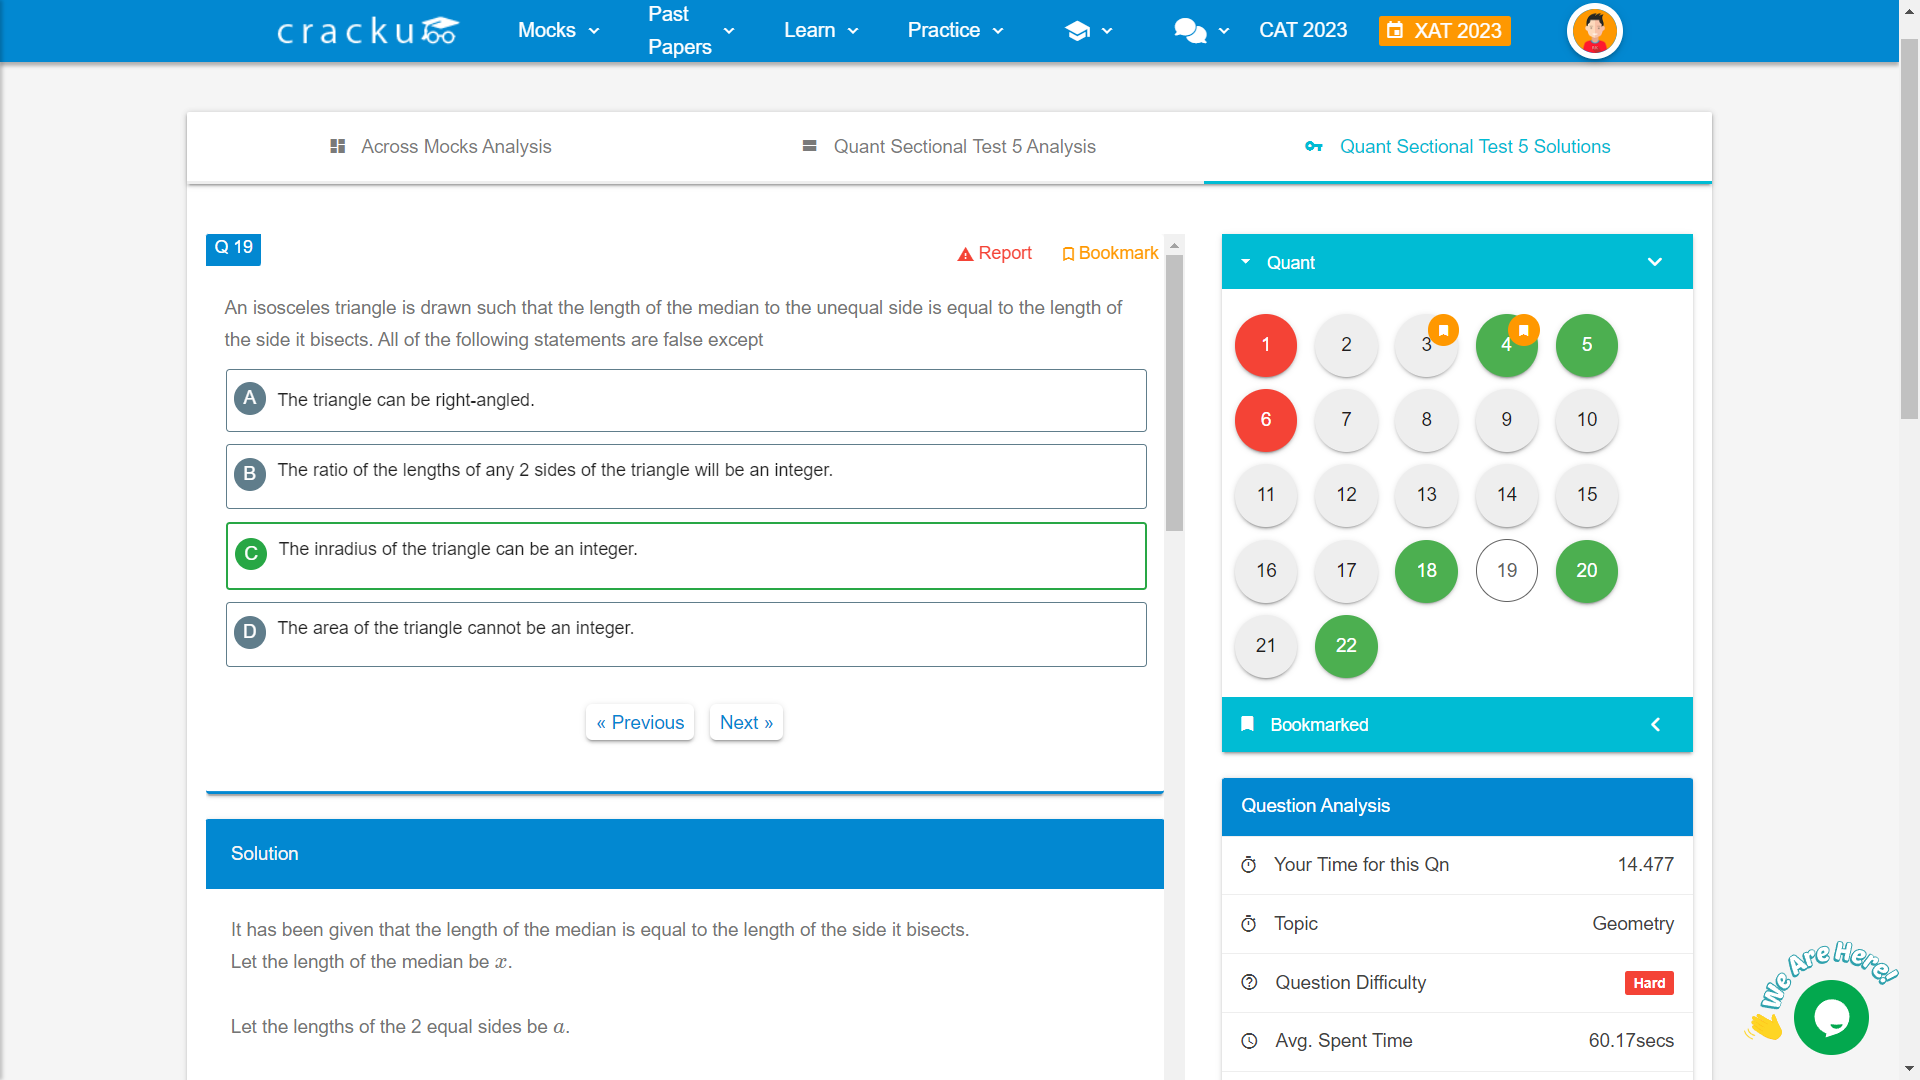 cracku
Mocks
Past
Papers
Learn
Practice
CAT 2023
XAT 2023
Across Mocks Analysis
Quant Sectional Test 5 Analysis
Quant Sectional Test 5 Solutions
Q 19
Report
Bookmark
An isosceles triangle is drawn such that the length of the median to the unequal side is equal to the length of
the side it bisects. All of the following statements are false except
A The triangle can be right-angled.
B The ratio of the lengths of any 2 sides of the triangle will be an integer.
C The inradius of the triangle can be an integer.
D The area of the triangle cannot be an integer.
« Previous
Next »
Solution
It has been given that the length of the median is equal to the length of the side it bisects.
Let the length of the median be x.
Let the lengths of the 2 equal sides be a.
Quant
1 2 3 4 5
6 7 8 9 10
11 12 13 14 15
16 17 18 19 20
21 22
Bookmarked
Question Analysis
Your Time for this Qn 14.477
Topic Geometry
Question Difficulty Hard
Avg. Spent Time 60.17secs
We Are Here!